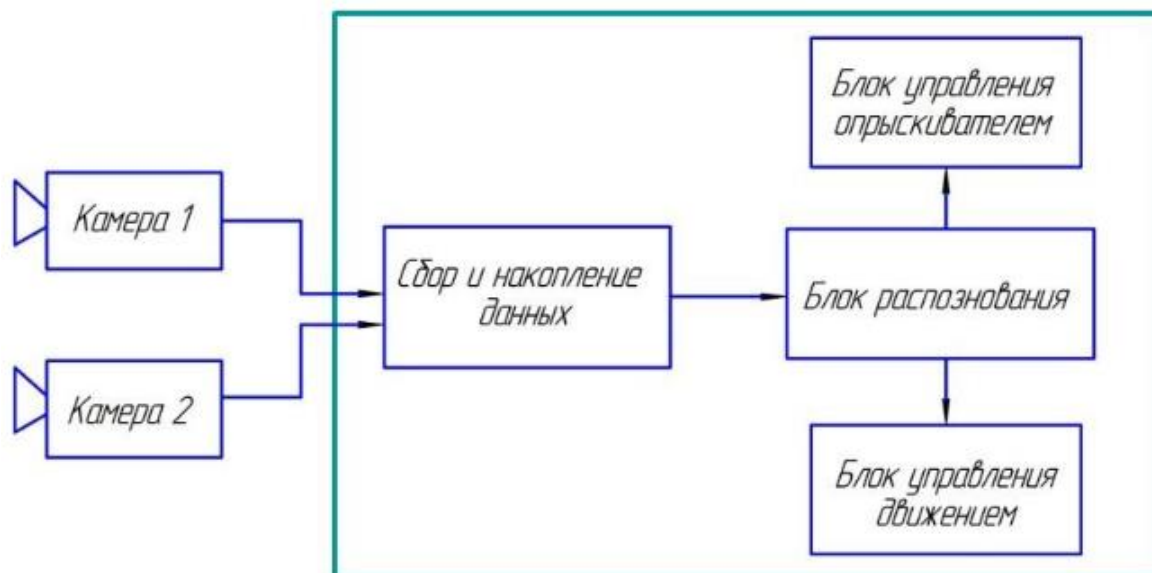 Камера 1
Камера 2
Сбор и накопление
данных
Блок управления
опрыскивателем
Блок распознования
Блок управления
движением